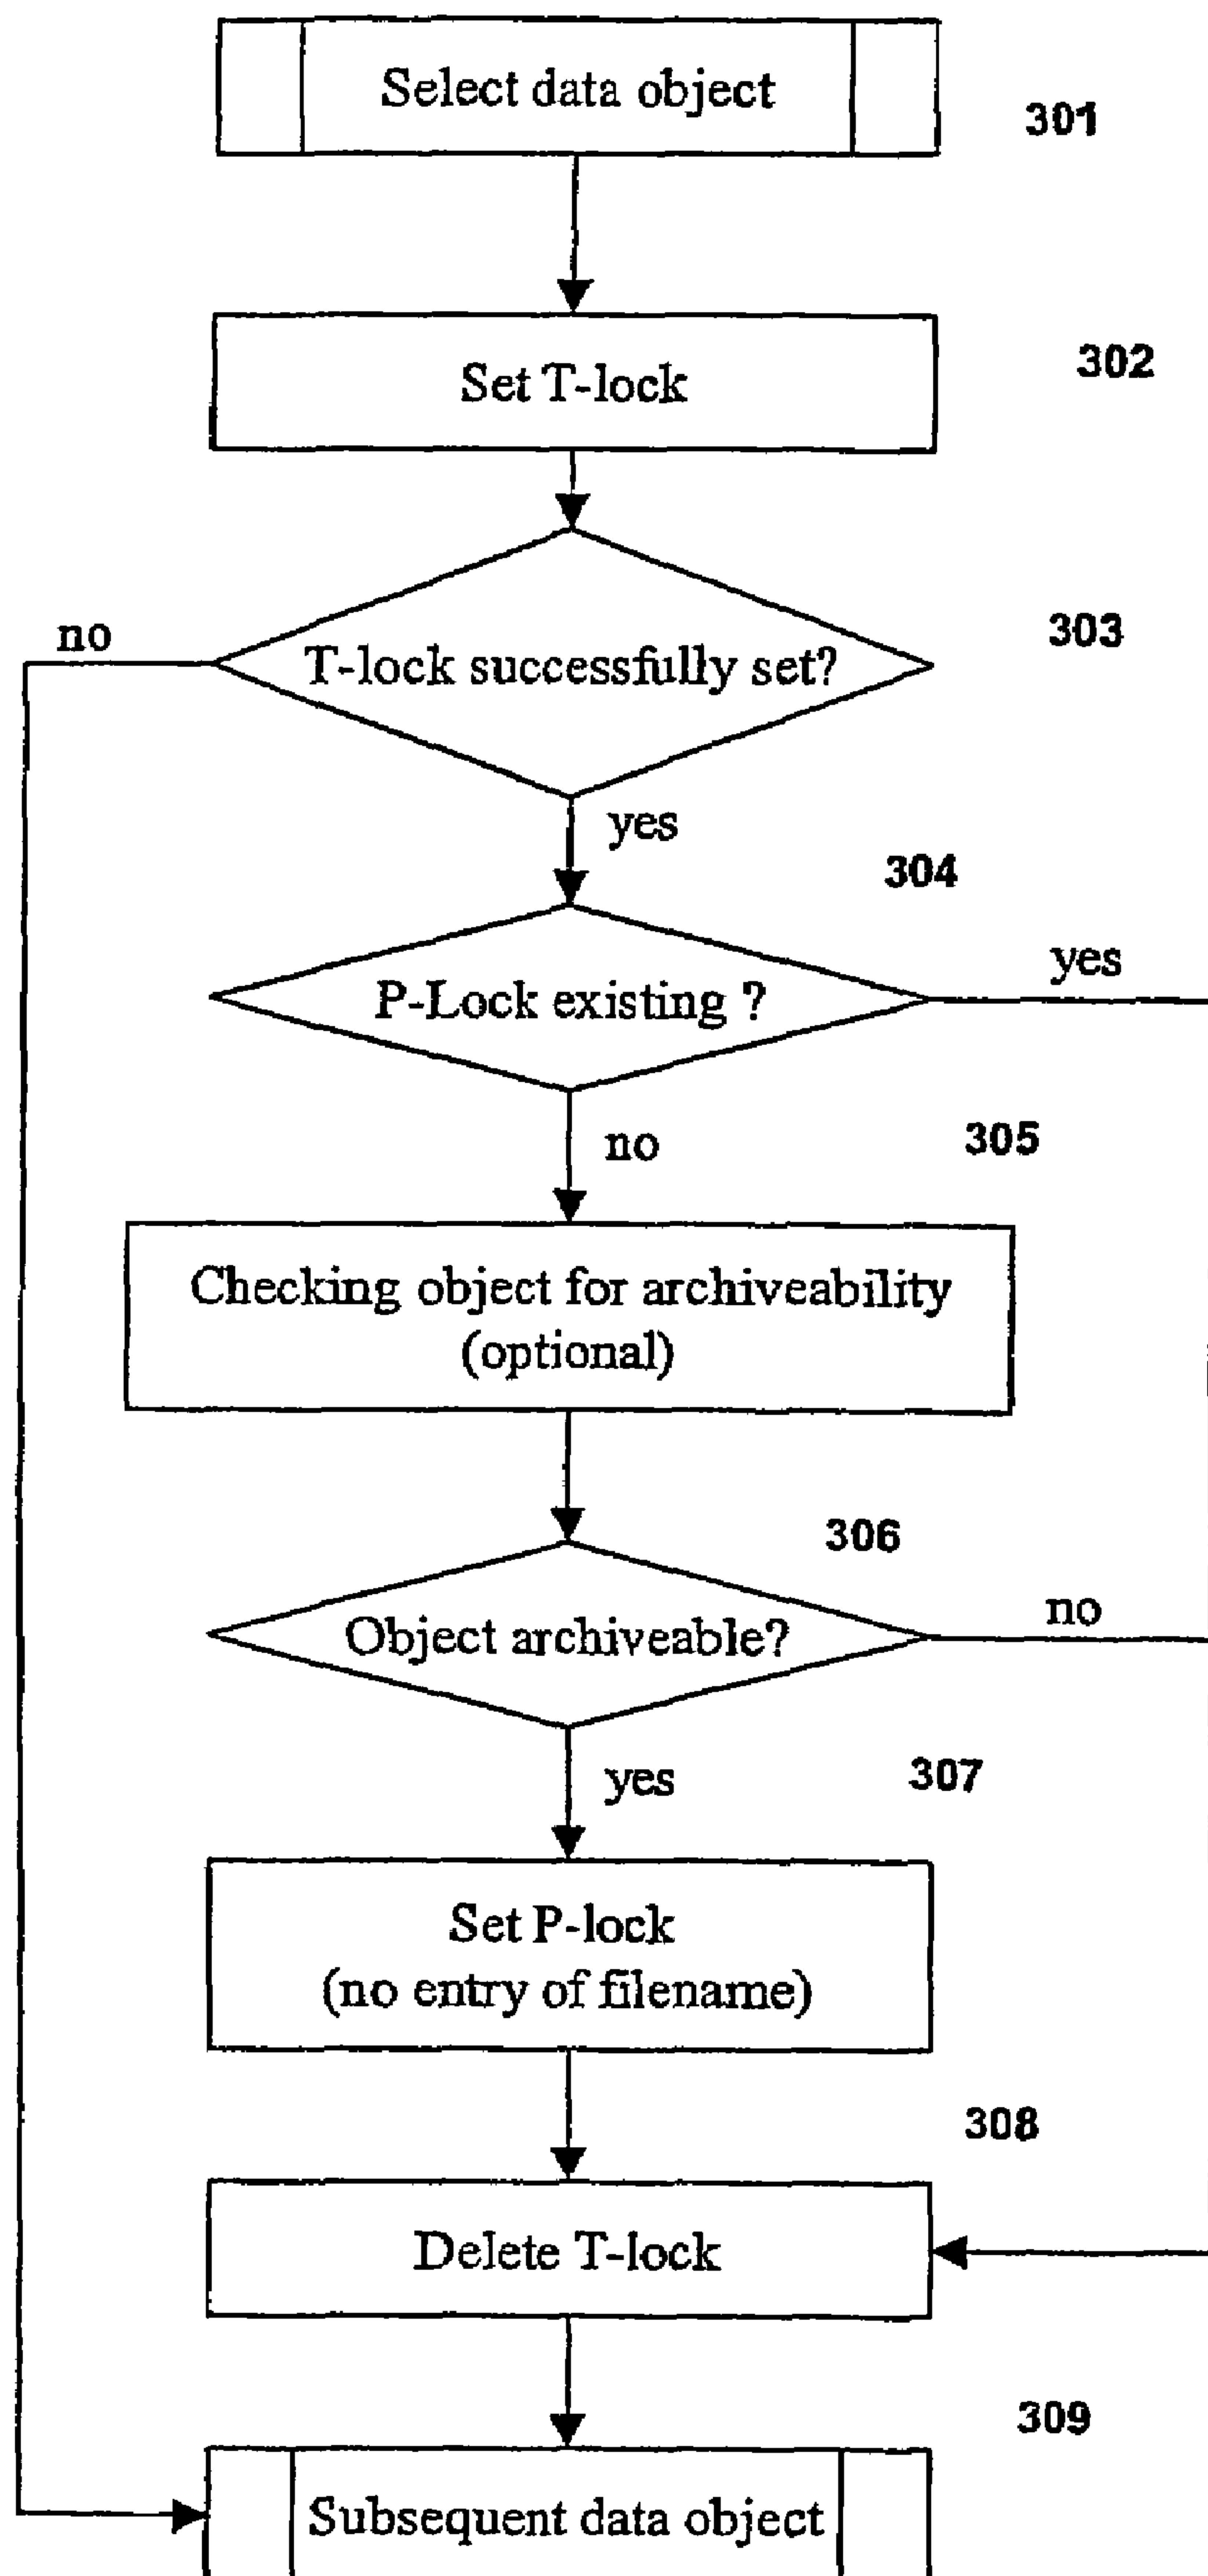 Select data object
301
Set T-lock
302
no
T-lock successfully set?
303
yes
304
P-Lock existing ?
yes
no
305
Checking object for archiveability
(optional)
306
Object archiveable?
no
yes
307
Set P-lock
(no entry of filename)
308
Delete T-lock
309
Subsequent data object